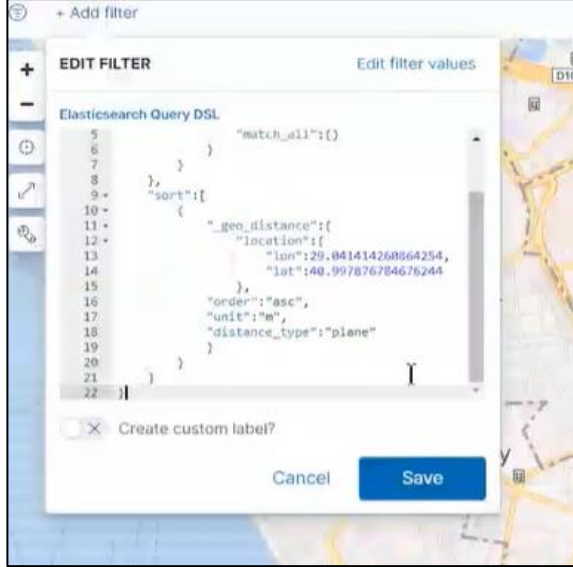 + Add filter
EDIT FILTER
Edit filter values
D10
Elasticsearch Query DSL
5 "match_all":{}
6 }
7 }
8 },
9 "sort":[
10 {
11 "_geo_distance":{
12 "location":{
13 "lon":29.041414260864254,
14 "lat":40.997876784676244
15 },
16 "order":"asc",
17 "unit":"m",
18 "distance_type":"plane"
19 }
20 }
21 ]
22 }
Create custom label?
Cancel
Save
y